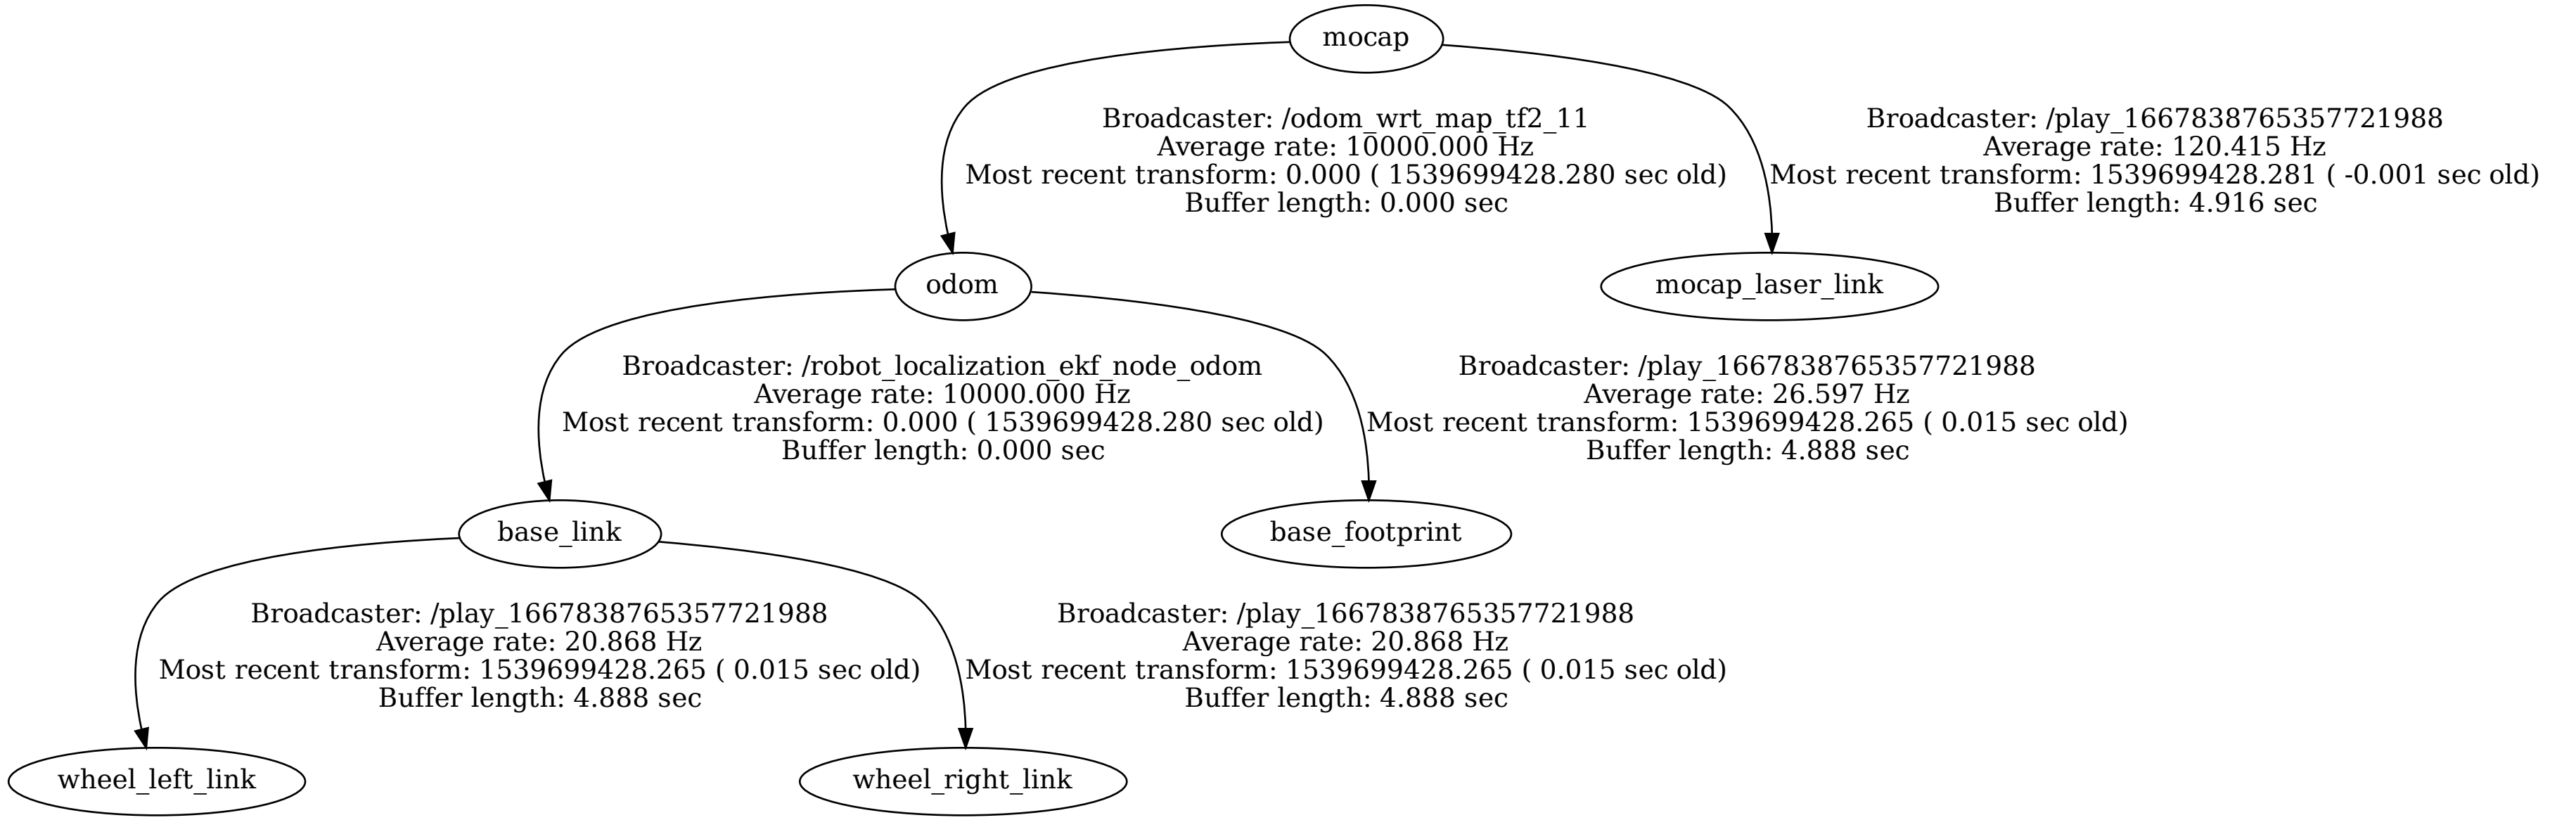 mocap
Broadcaster: /odom_wrt_map_tf2_11
Average rate: 10000.000 Hz
Most recent transform: 0.000 ( 1539699428.280 sec old)
Buffer length: 0.000 sec
Broadcaster: /play_1667838765357721988
Average rate: 120.415 Hz
Most recent transform: 1539699428.281 ( -0.001 sec old)
Buffer length: 4.916 sec
odom
mocap_laser_link
Broadcaster: /robot_localization_ekf_node_odom
Average rate: 10000.000 Hz
Most recent transform: 0.000 ( 1539699428.280 sec old)
Buffer length: 0.000 sec
Broadcaster: /play_1667838765357721988
Average rate: 26.597 Hz
Most recent transform: 1539699428.265 ( 0.015 sec old)
Buffer length: 4.888 sec
base_link
base_footprint
Broadcaster: /play_1667838765357721988
Average rate: 20.868 Hz
Most recent transform: 1539699428.265 ( 0.015 sec old)
Buffer length: 4.888 sec
Broadcaster: /play_1667838765357721988
Average rate: 20.868 Hz
Most recent transform: 1539699428.265 ( 0.015 sec old)
Buffer length: 4.888 sec
wheel_left_link
wheel_right_link